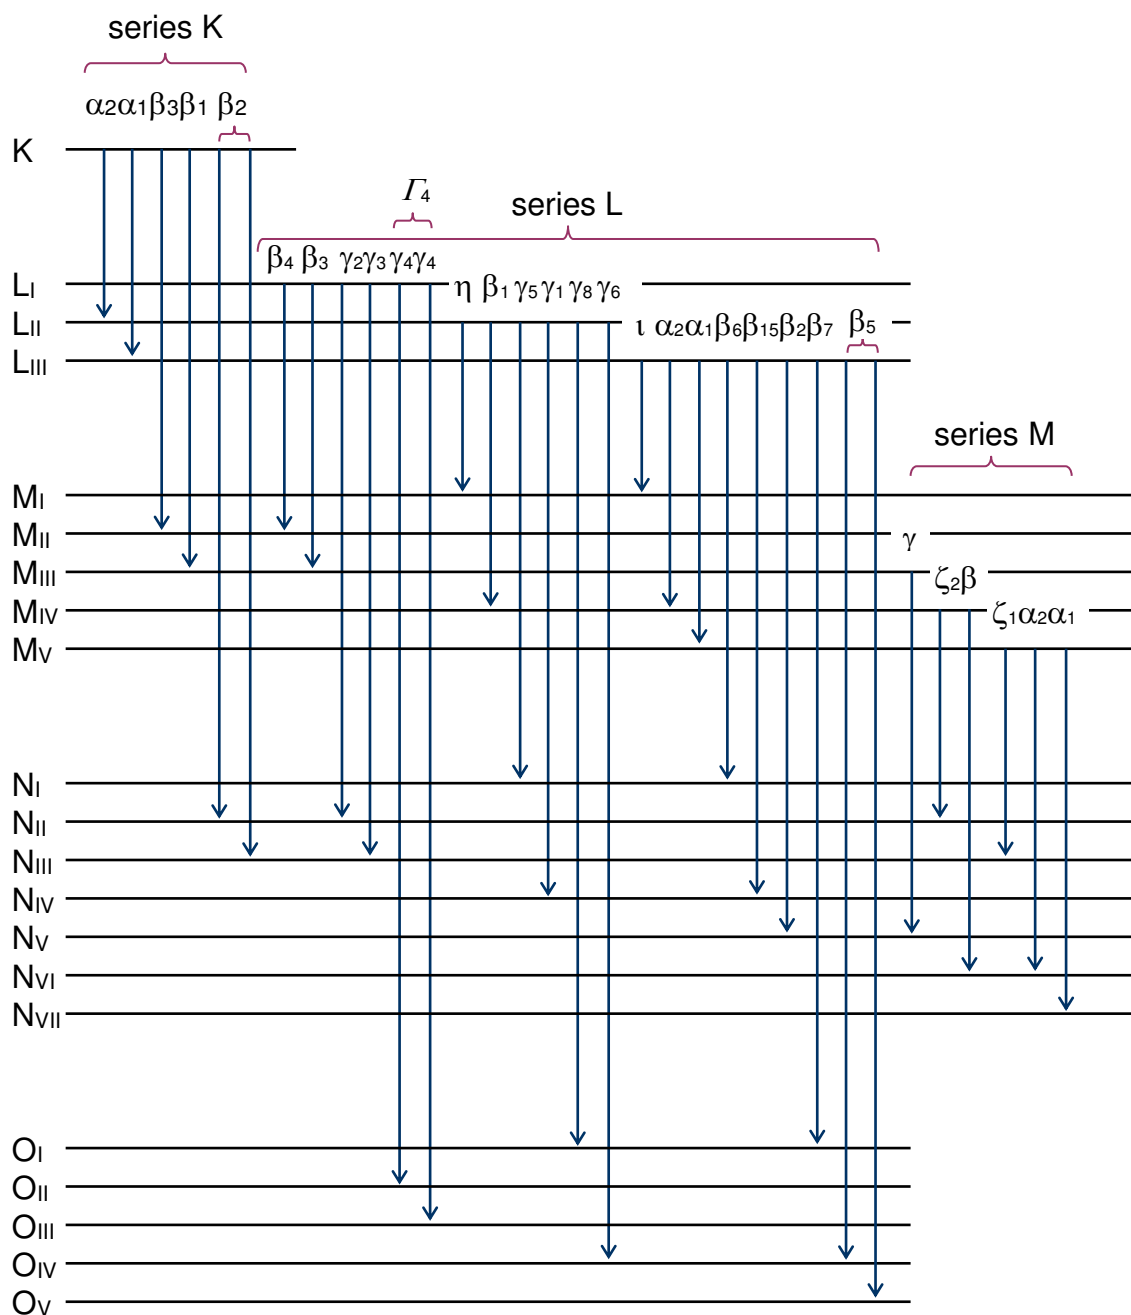 series K
α2α1β3β1 β2
K
Γ4
series L
β4 β3 γ2γ3 γ4γ4
LI
η β1 γ5 γ1 γ8 γ6
LII
ι α2α1β6β15β2β7 β5
LIII
series M
MI
MII
γ
MIII
ζ2β
MIV
ζ1α2α1
MV
NI
NII
NIII
NIV
NV
NVI
NVII
OI
OII
OIII
OIV
OV